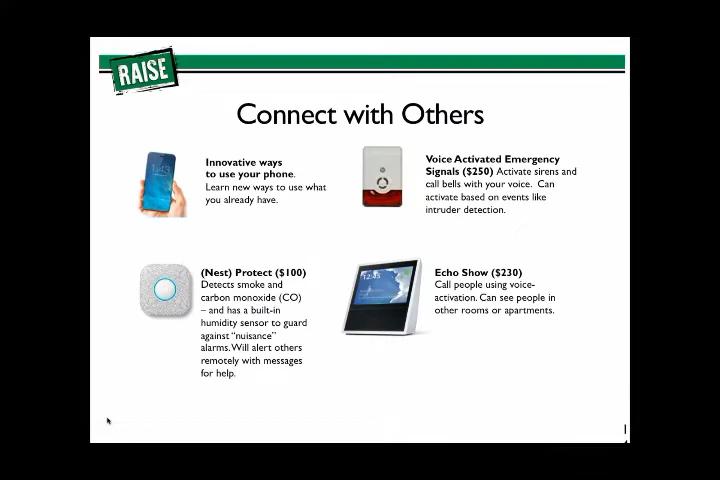 RAISE
Connect with Others
Innovative ways
to use your phone.
Learn new ways to use what
you already have.
Voice Activated Emergency
Signals ($250) Activate sirens and
call bells with your voice. Can
activate based on events like
intruder detection.
(Nest) Protect ($100)
Detects smoke and
carbon monoxide (CO)
– and has a built-in
humidity sensor to guard
against “nuisance”
alarms. Will alert others
remotely with messages
for help.
12:45
Echo Show ($230)
Call people using voice-
activation. Can see people in
other rooms or apartments.